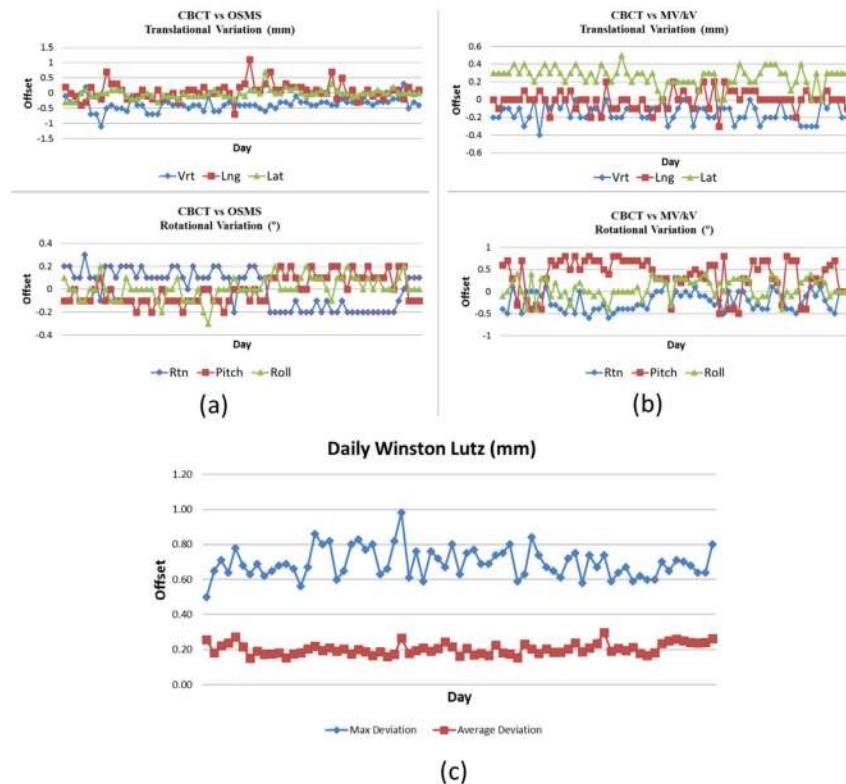 CBCT vs OSMS
Translational Variation (mm)
1.5
1
0.5
0
-0.5
-1
-1.5
Offset
Day
Vrt Lng Lat
CBCT vs OSMS
Rotational Variation (º)
0.4
0.2
0
-0.2
-0.4
Offset
Day
Rtn Pitch Roll
(a)
CBCT vs MV/kV
Translational Variation (mm)
0.6
0.4
0.2
0
-0.2
-0.4
-0.6
Offset
Day
Vrt Lng Lat
CBCT vs MV/kV
Rotational Variation (º)
1
0.5
0
-0.5
-1
Offset
Day
Rtn Pitch Roll
(b)
Daily Winston Lutz (mm)
1.20
1.00
0.80
0.60
0.40
0.20
0.00
Offset
Day
Max Deviation Average Deviation
(c)